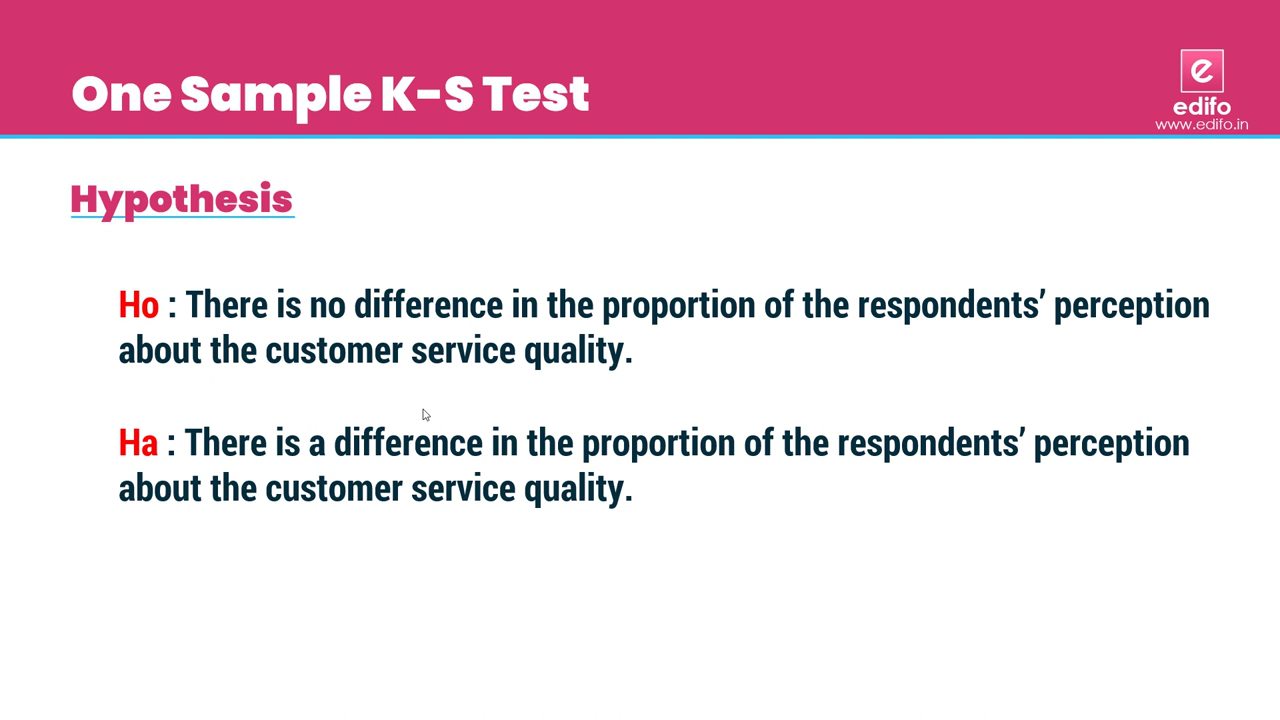 One Sample K-S Test
e
edifo
www.edifo.in
Hypothesis
Ho : There is no difference in the proportion of the respondents’ perception
about the customer service quality.
Ha : There is a difference in the proportion of the respondents’ perception
about the customer service quality.